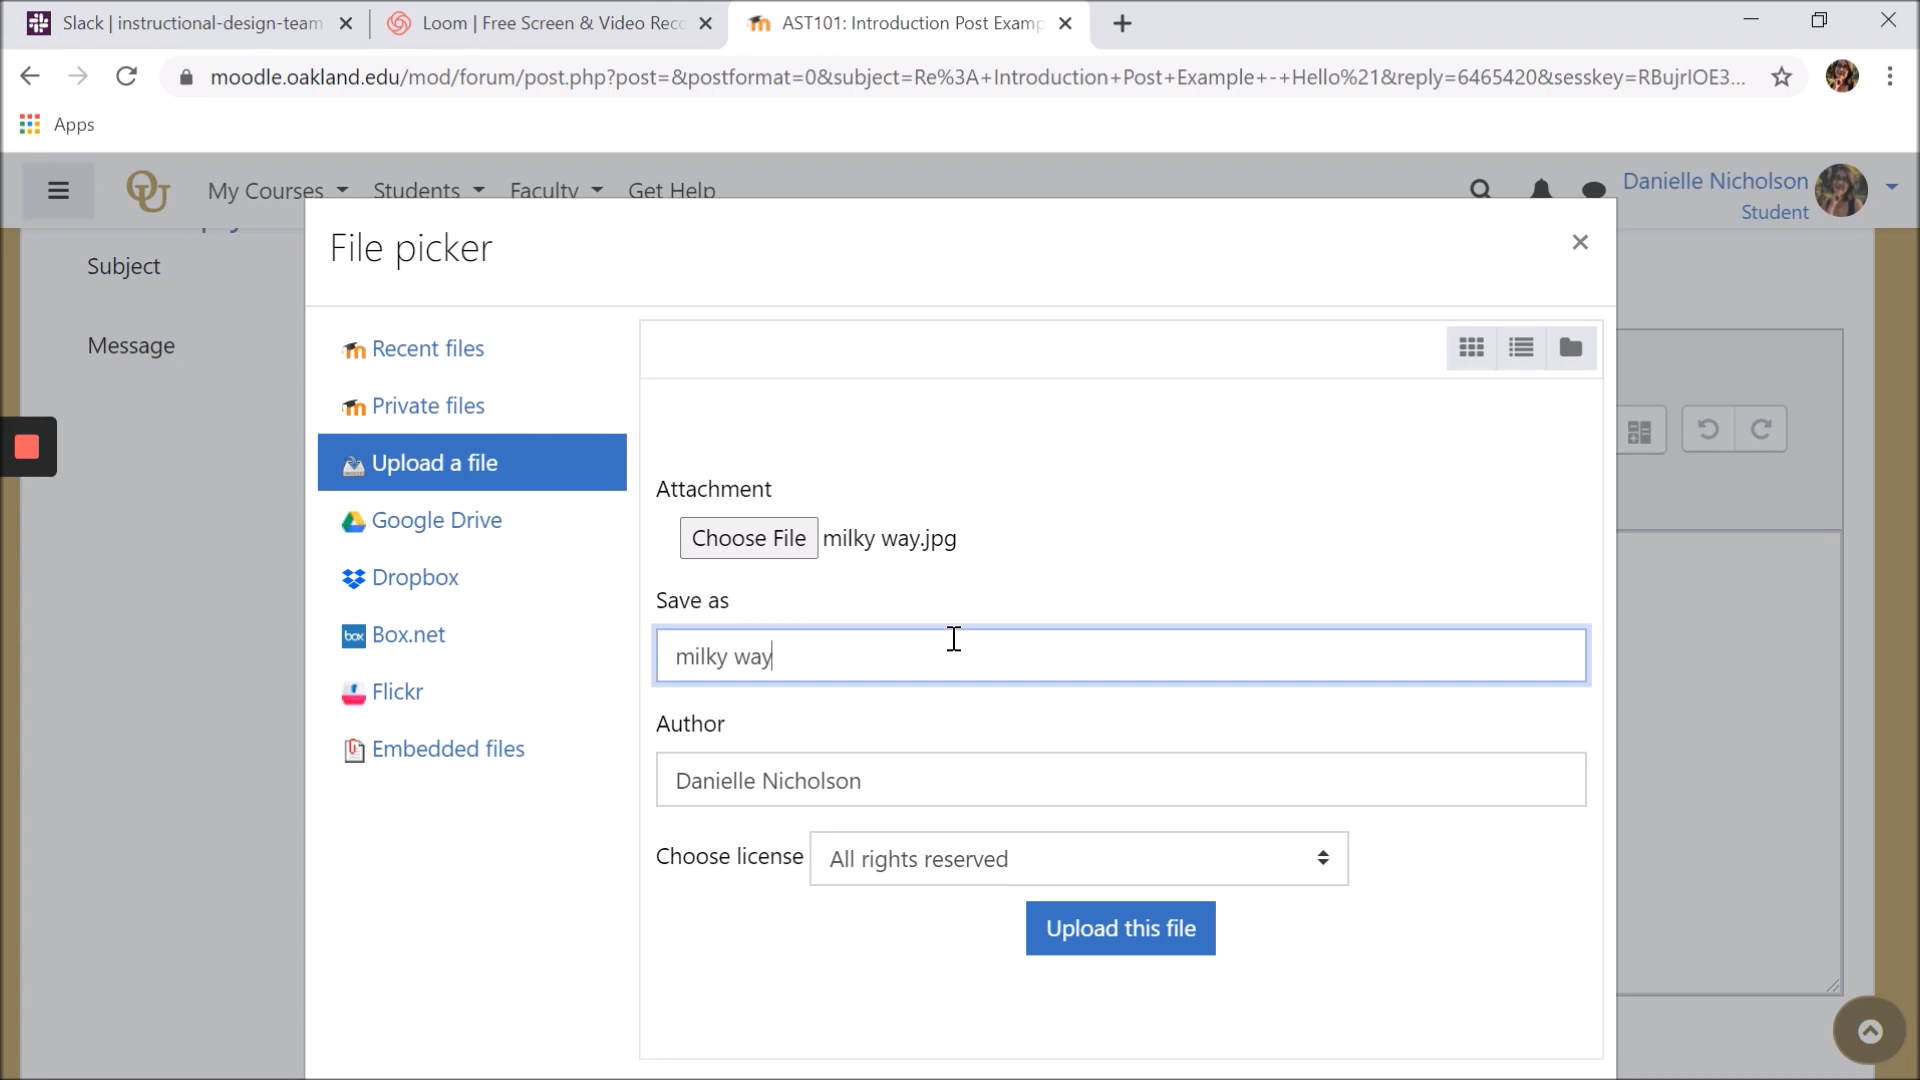 Slack | instructional-design-team
Loom | Free Screen & Video Rec
AST101: Introduction Post Examp
moodle.oakland.edu/mod/forum/post.php?post=&postformat=0&subject=Re%3A+Introduction+Post+Example+-+Hello%21&reply=6465420&sesskey=RBujrIOE3...
Apps
OU
My Courses
Students
Faculty
Get Help
Danielle Nicholson
Student
File picker
Subject
Message
Recent files
Private files
Upload a file
Google Drive
Dropbox
box Box.net
Flickr
Embedded files
Attachment
Choose File milky way.jpg
Save as
milky way
Author
Danielle Nicholson
Choose license All rights reserved
Upload this file